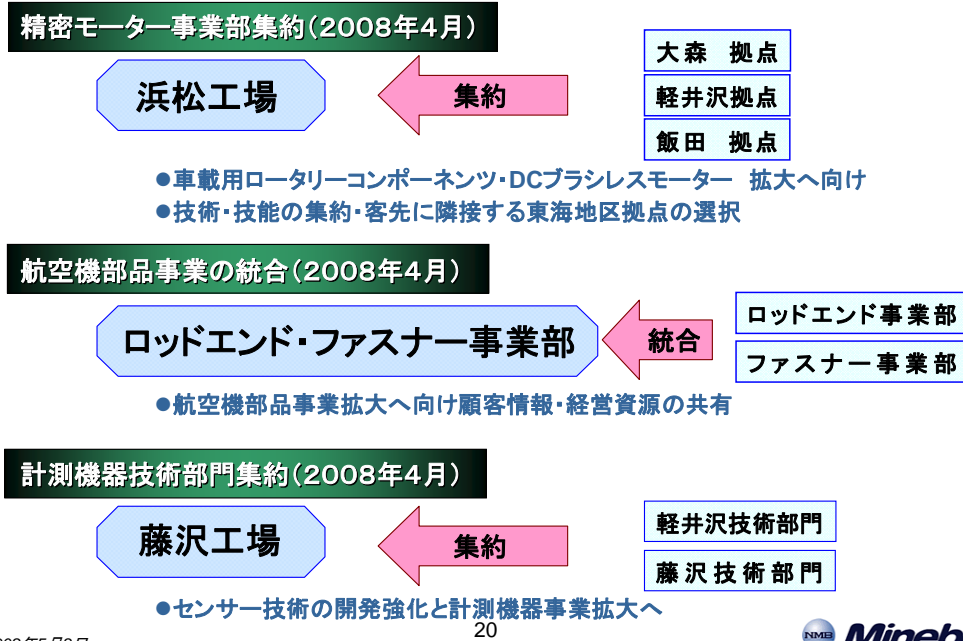 精密モーター事業部集約(2008年4月)
大森 拠点
浜松工場
集約
軽井沢拠点
飯田 拠点
●車載用ロータリーコンポーネンツ・DCブラシレスモーター 拡大へ向け
●技術・技能の集約・客先に隣接する東海地区拠点の選択
航空機部品事業の統合(2008年4月)
ロッドエンド・ファスナー事業部
統合
ロッドエンド事業部
ファスナー事業部
●航空機部品事業拡大へ向け顧客情報・経営資源の共有
計測機器技術部門集約(2008年4月)
藤沢工場
集約
軽井沢技術部門
藤沢技術部門
●センサー技術の開発強化と計測機器事業拡大へ
20
NMB